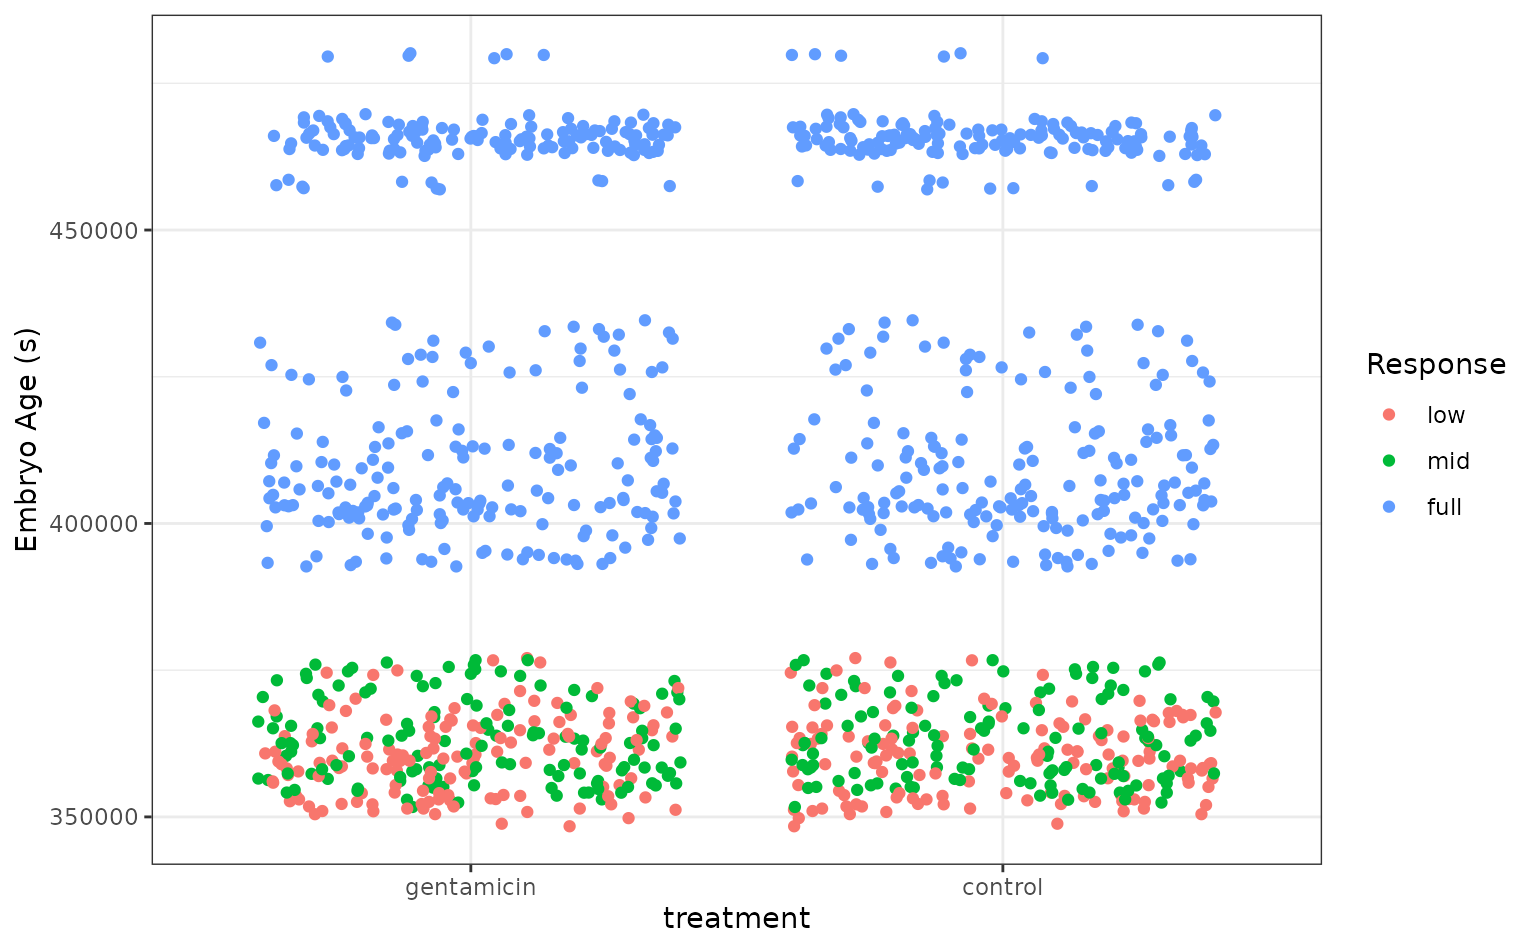 450000
400000
350000
Embryo Age (s)
gentamicin
control
treatment
Response
low
mid
full